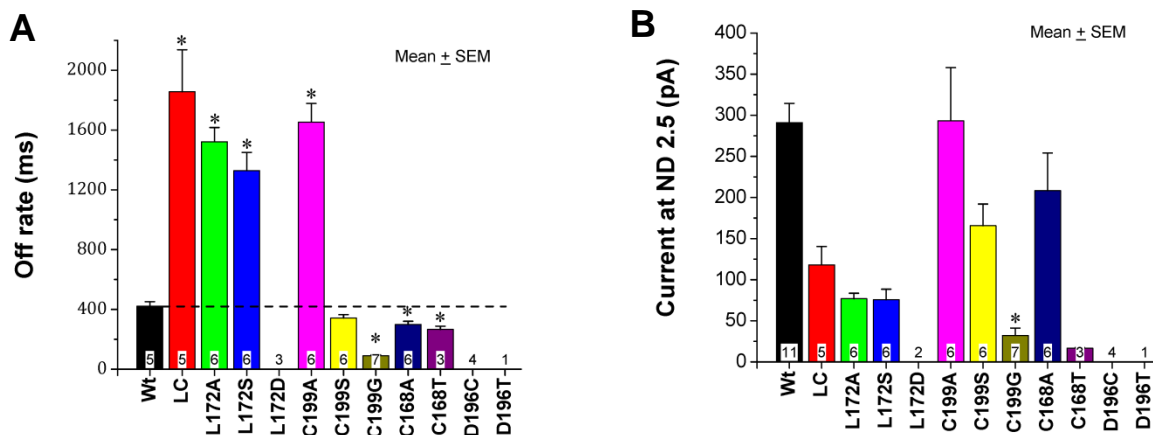 A
Mean + SEM
Off rate (ms)
2000
1600
1200
800
400
0
* * * * * * *
5 5 6 6 3 6 6 7 6 3 4 1
Wt LC L172A L172S L172D C199A C199S C199G C168A C168T D196C D196T
B
Mean + SEM
Current at ND 2.5 (pA)
400
350
300
250
200
150
100
50
0
*
11 5 6 6 2 6 6 7 6 3 4 1
Wt LC L172A L172S L172D C199A C199S C199G C168A C168T D196C D196T